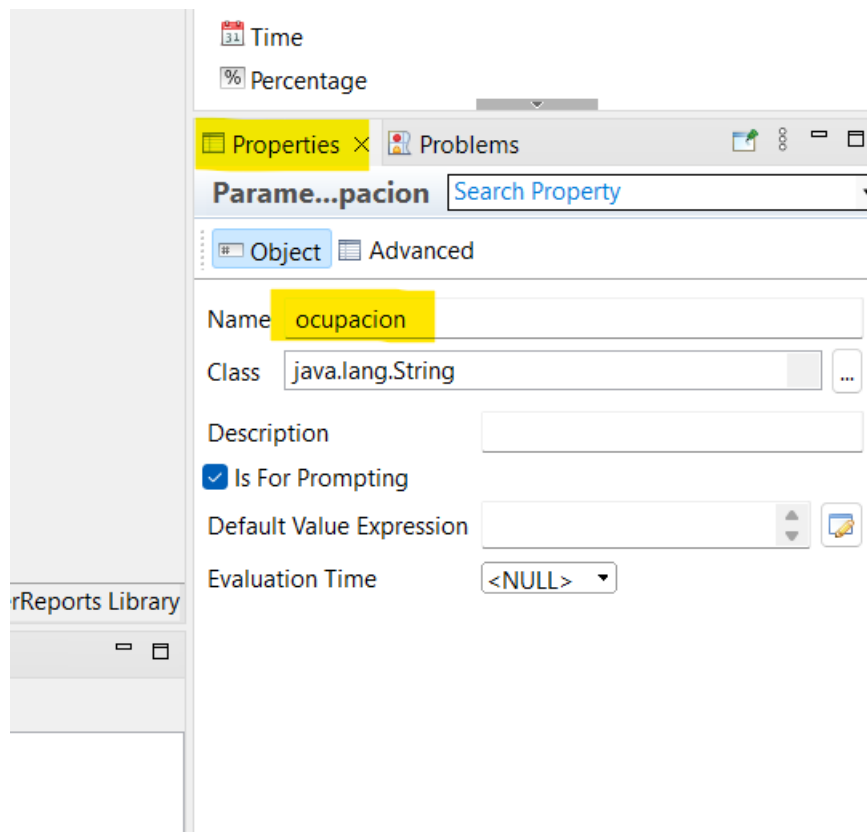 31 Time
% Percentage
Properties Problems
Parame...pacion Search Property
# Object Advanced
Name ocupacion
Class java.lang.String ...
Description
Is For Prompting
Default Value Expression
Evaluation Time <NULL>
rReports Library